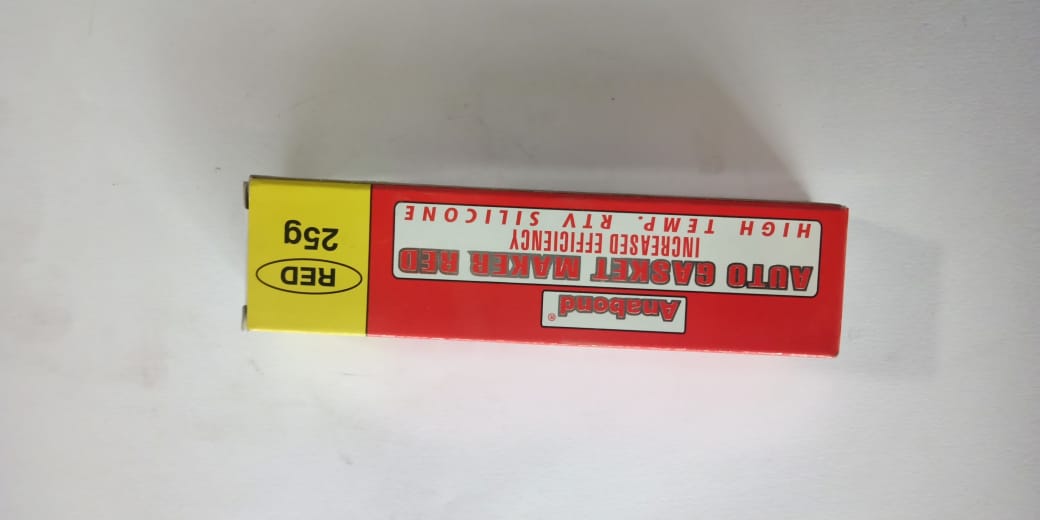 Anabond®
AUTO GASKET MAKER RED
INCREASED EFFICIENCY
HIGH TEMP. RTV SILICONE
RED
25g